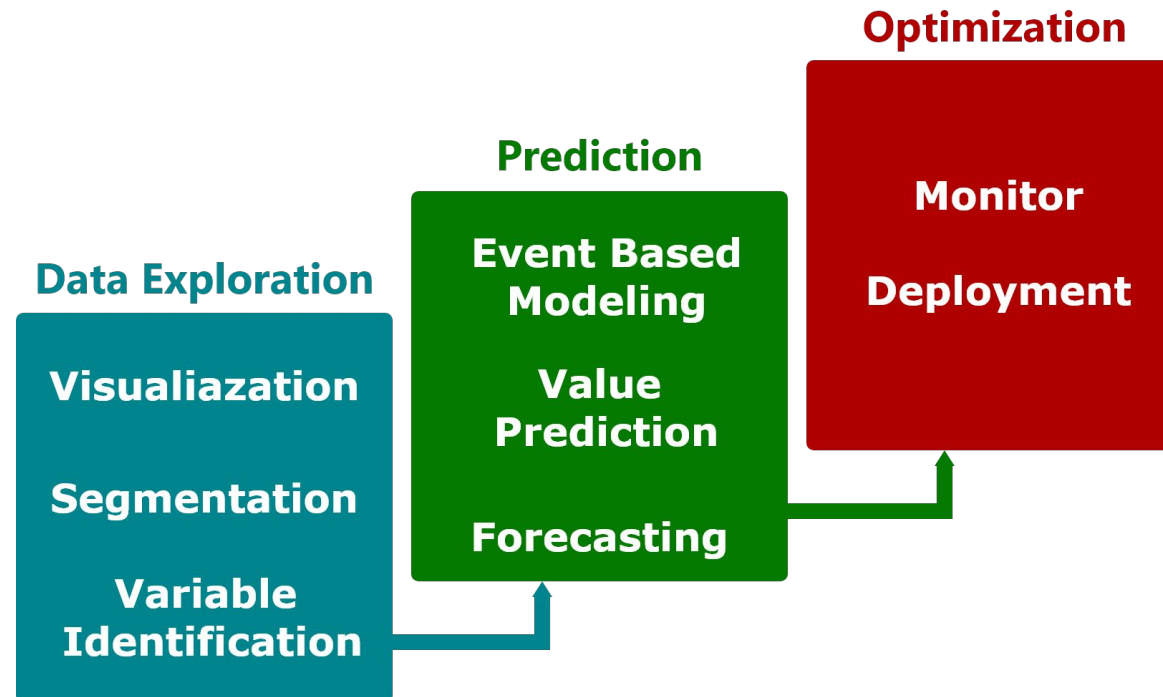 Data Exploration
Visualiazation
Segmentation
Variable
Identification
Prediction
Event Based
Modeling
Value
Prediction
Forecasting
Optimization
Monitor
Deployment